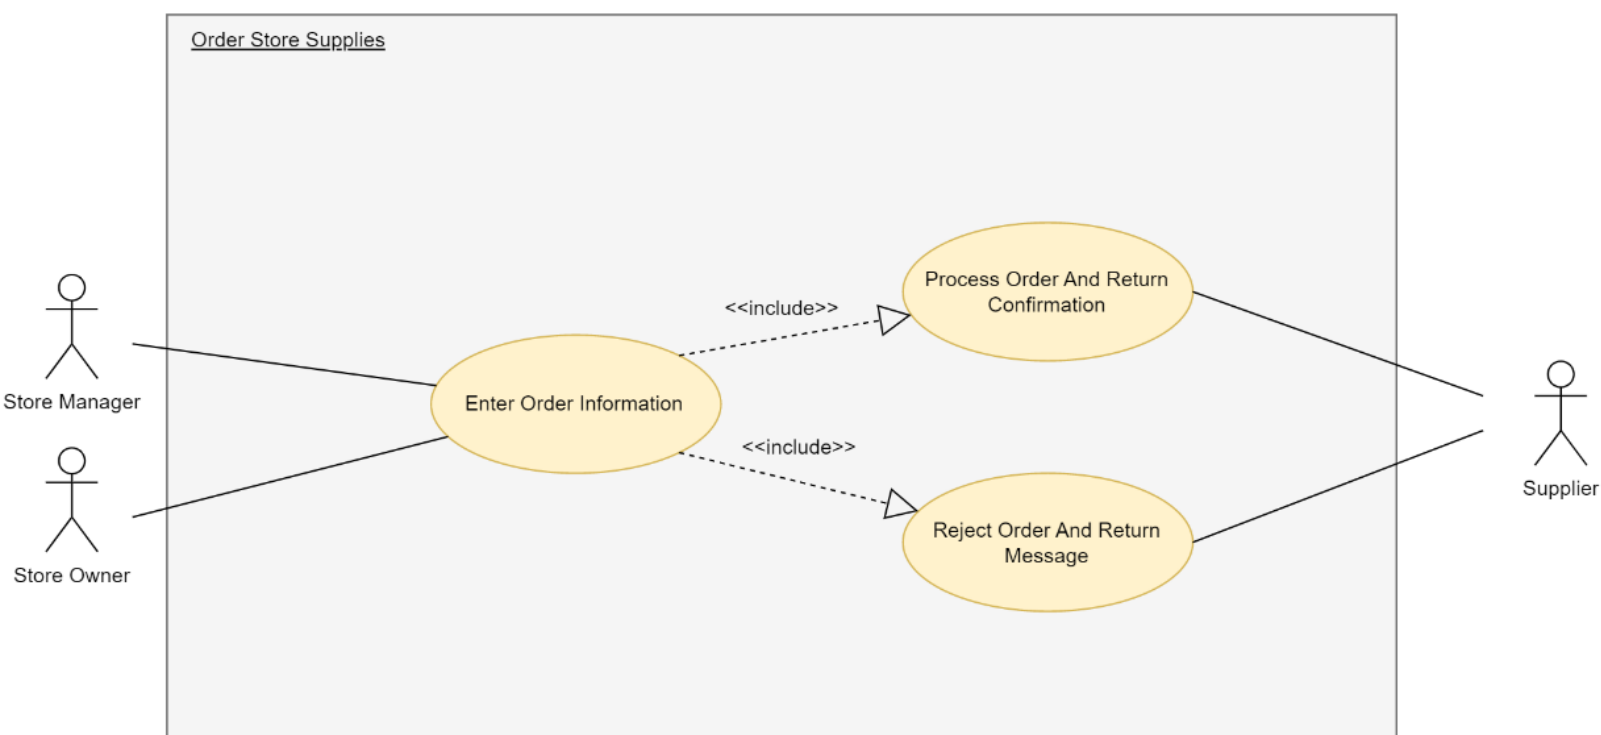 Order Store Supplies
Process Order And Return
Confirmation
<<include>>
Enter Order Information
Store Manager
<<include>>
Supplier
Reject Order And Return
Message
Store Owner